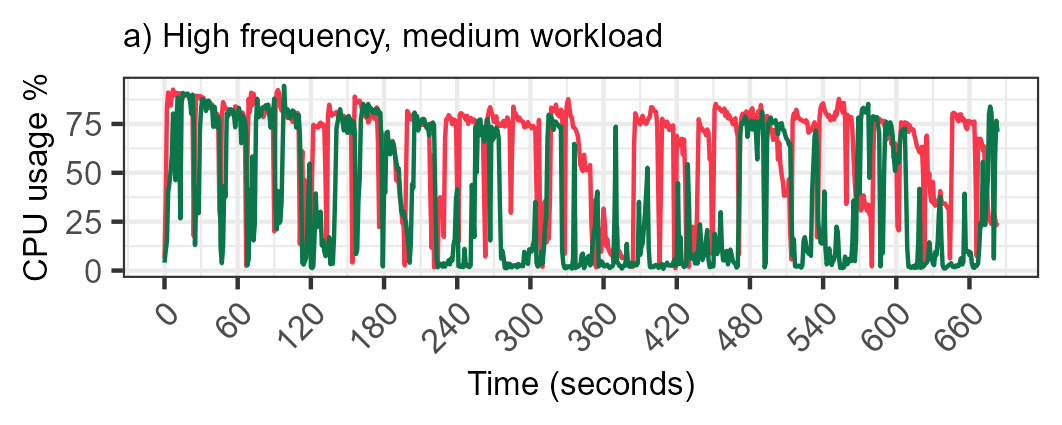 a) High frequency, medium workload
CPU usage %
75
50
25
0
0 60 120 180 240 300 360 420 480 540 600 660
Time (seconds)